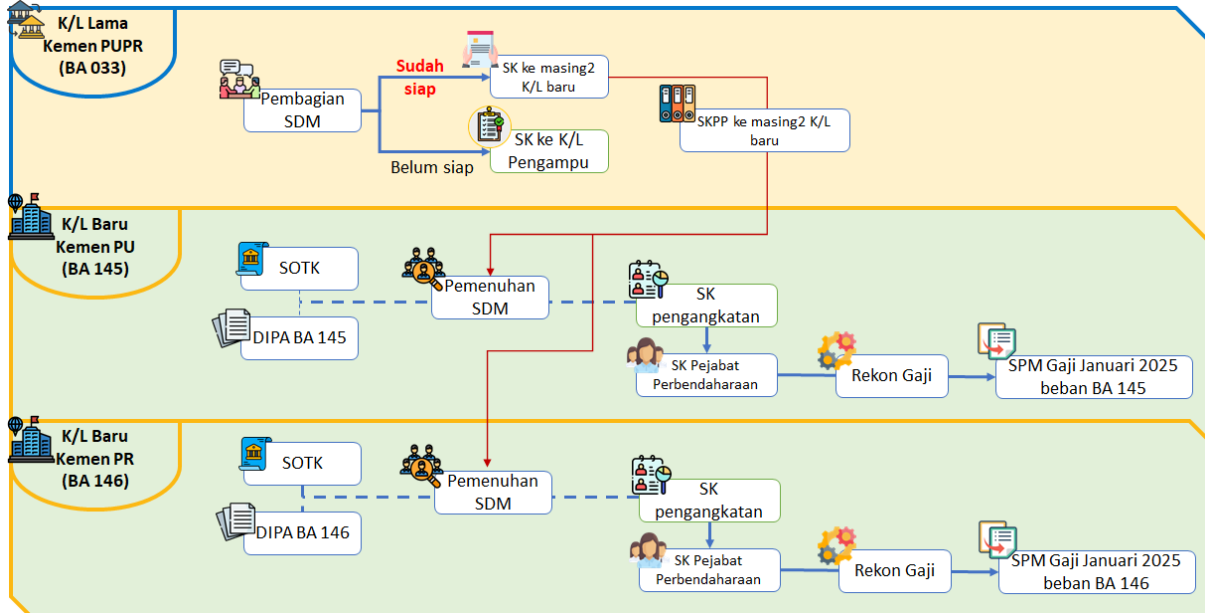 K/L Lama
Kemen PUPR
(BA 033)
Pembagian
SDM
Sudah
siap
Belum siap
SK ke masing2
K/L baru
SK ke K/L
Pengampu
SKPP ke masing2 K/L
baru
K/L Baru
Kemen PU
(BA 145)
SOTK
DIPA BA 145
Pemenuhan
SDM
SK
pengangkatan
SK Pejabat
Perbendaharaan
Rekon Gaji
SPM Gaji Januari 2025
beban BA 145
K/L Baru
Kemen PR
(BA 146)
SOTK
DIPA BA 146
Pemenuhan
SDM
SK
pengangkatan
SK Pejabat
Perbendaharaan
Rekon Gaji
SPM Gaji Januari 2025
beban BA 146